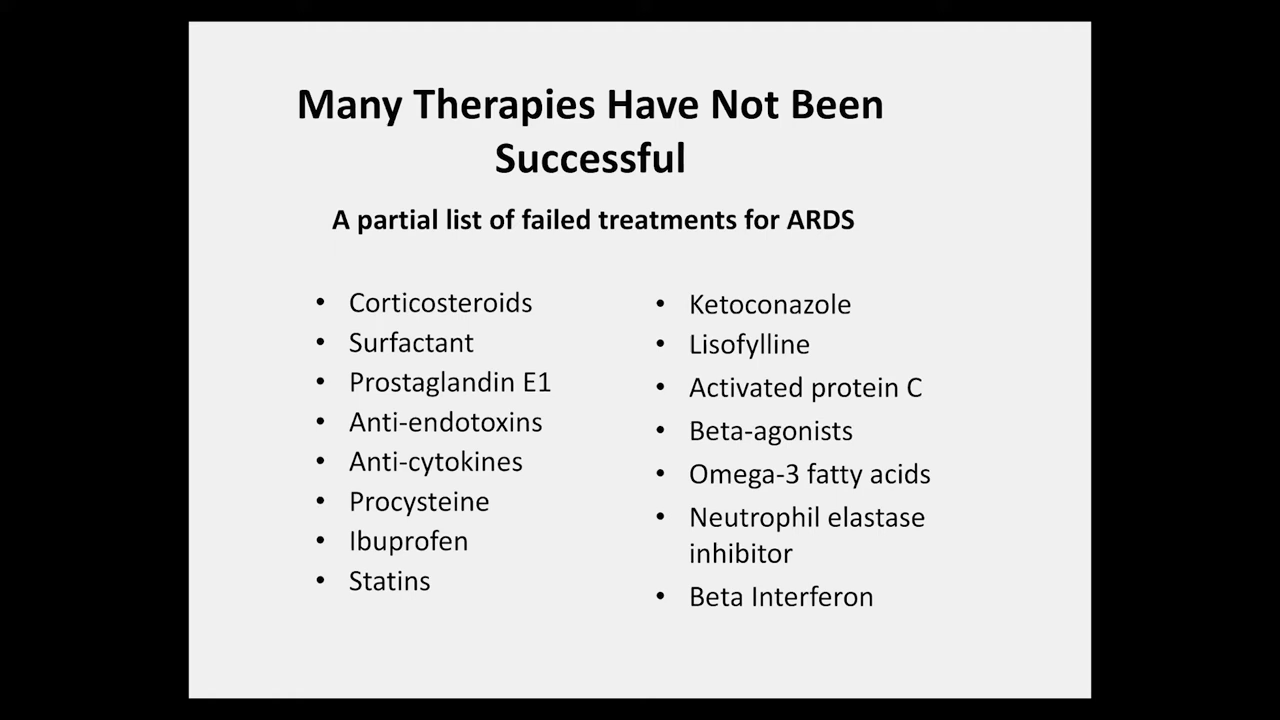 Many Therapies Have Not Been
Successful
A partial list of failed treatments for ARDS
• Corticosteroids
• Surfactant
• Prostaglandin E1
• Anti-endotoxins
• Anti-cytokines
• Procysteine
• Ibuprofen
• Statins
• Ketoconazole
• Lisofylline
• Activated protein C
• Beta-agonists
• Omega-3 fatty acids
• Neutrophil elastase
inhibitor
• Beta Interferon